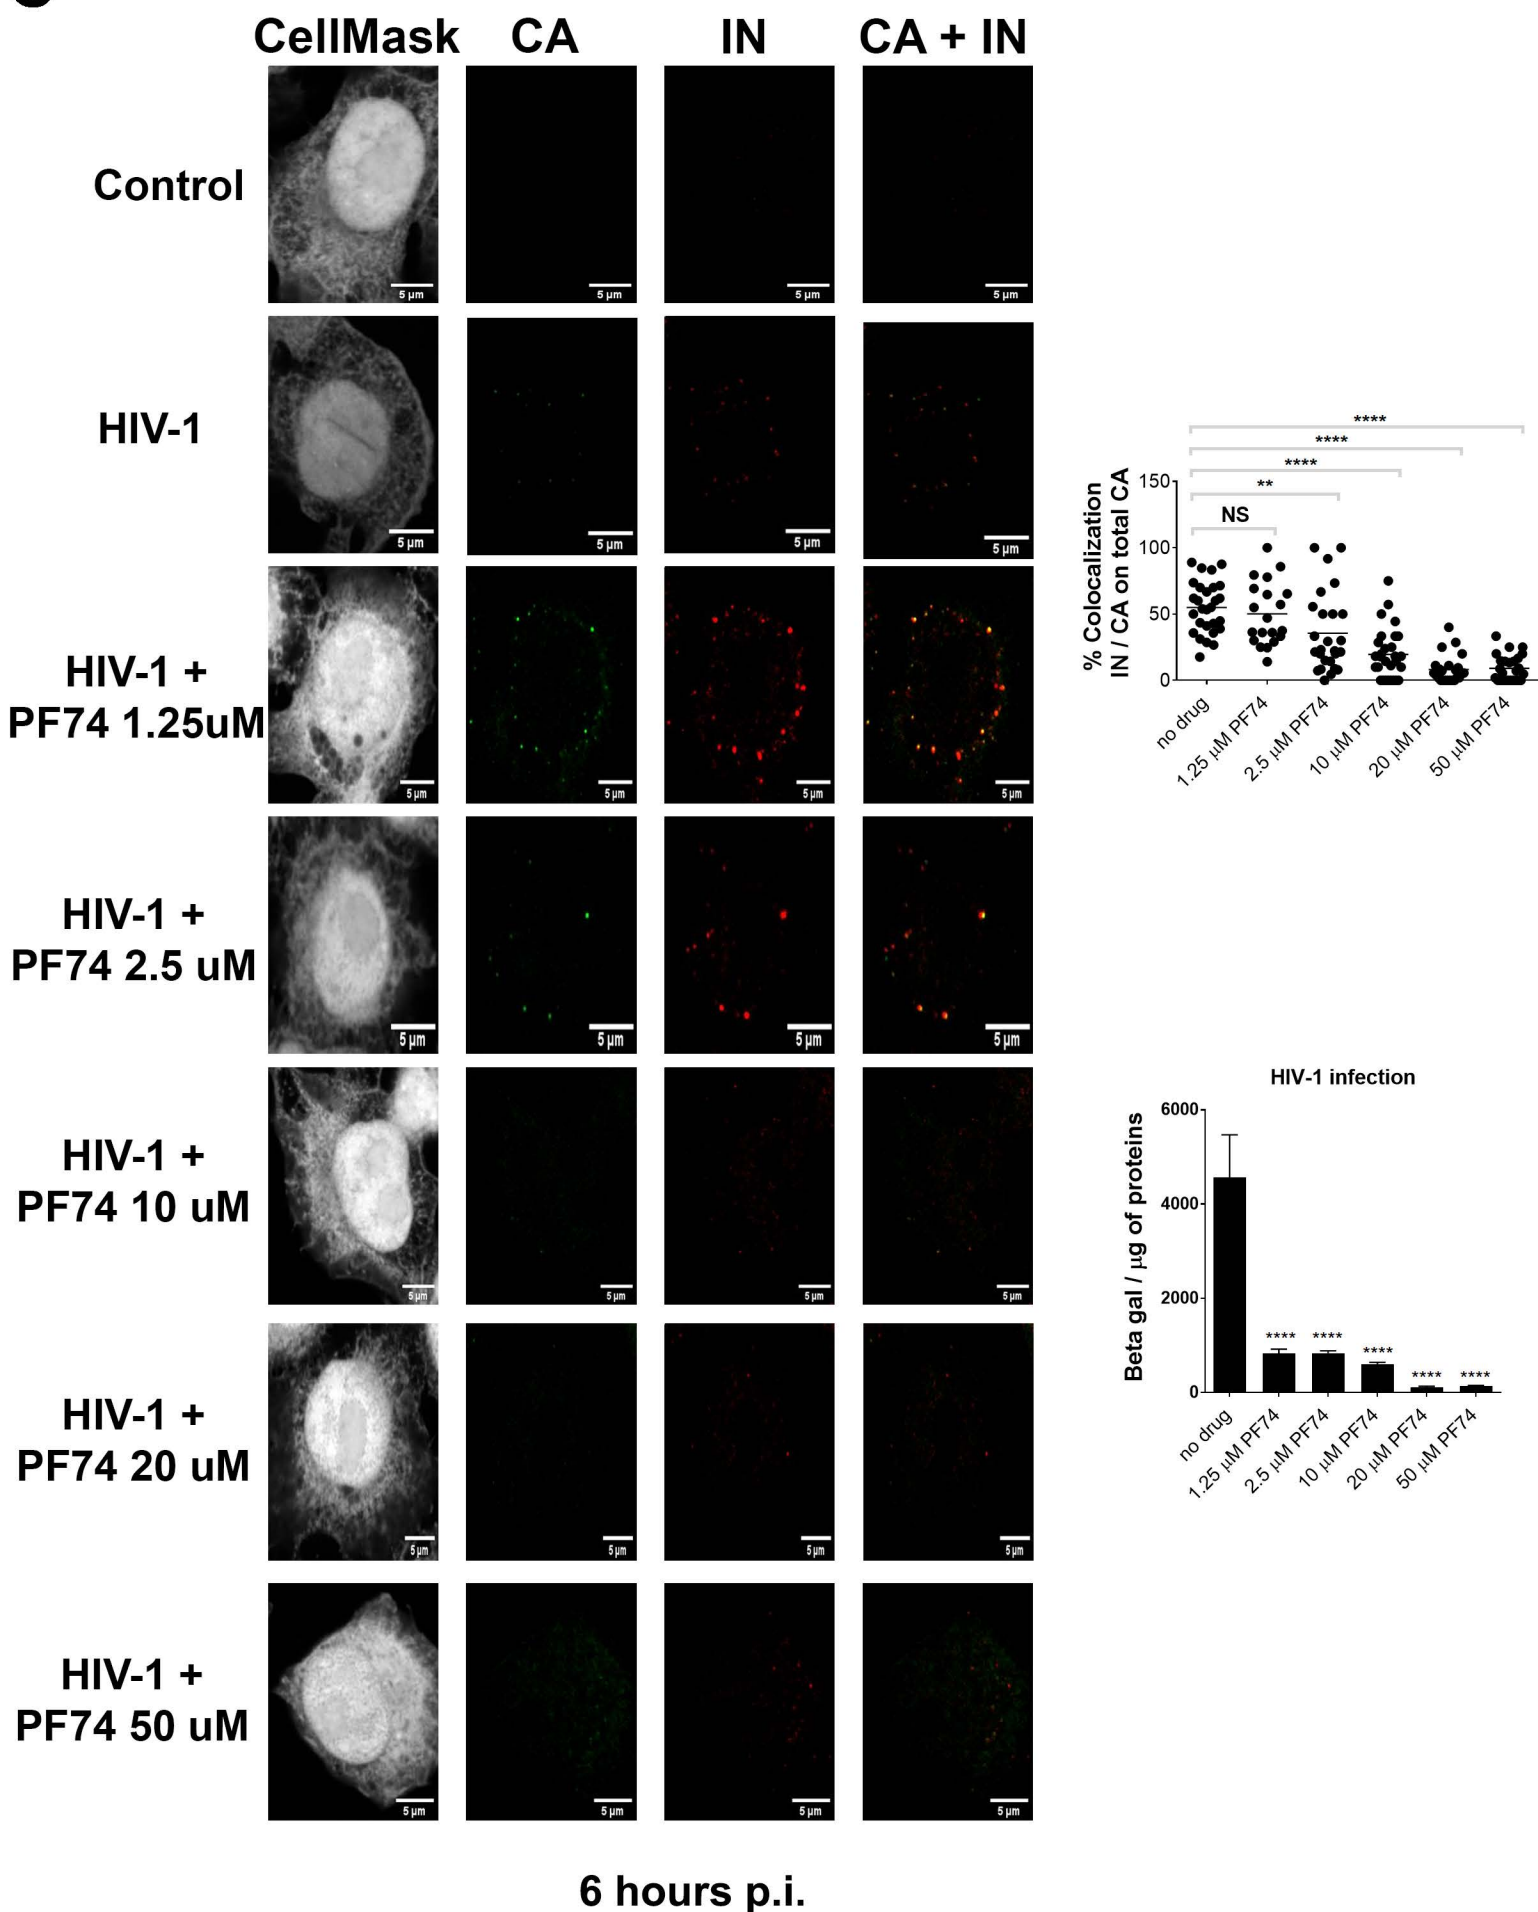 CellMask CA IN CA + IN
Control
5 µm 5 µm 5 µm 5 µm
HIV-1
5 µm 5 µm 5 µm 5 µm
HIV-1 +
PF74 1.25uM
5 µm 5 µm 5 µm 5 µm
HIV-1 +
PF74 2.5 uM
5 µm 5 µm 5 µm 5 µm
HIV-1 +
PF74 10 uM
5 µm 5 µm 5 µm 5 µm
HIV-1 +
PF74 20 uM
5 µm 5 µm 5 µm 5 µm
HIV-1 +
PF74 50 uM
5 µm 5 µm 5 µm 5 µm
6 hours p.i.
% Colocalization
IN / CA on total CA
150
100
50
0
****
****
****
**
NS
no drug
1.25 µM PF74
2.5 µM PF74
10 µM PF74
20 µM PF74
50 µM PF74
HIV-1 infection
Beta gal / µg of proteins
6000
4000
2000
0
**** **** **** **** ****
no drug
1.25 µM PF74
2.5 µM PF74
10 µM PF74
20 µM PF74
50 µM PF74